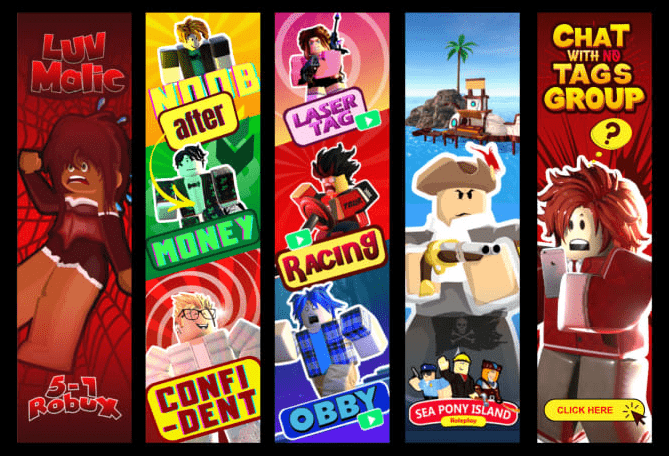 LUV
Molic
5-1
Robux
NOOB
after
MONEY
CONFI
-DENT
LASER
TAG
RACING
OBBY
SEA PONY ISLAND
Roleplay
CHAT
WITH NO
TAGS
GROUP
?
CLICK HERE